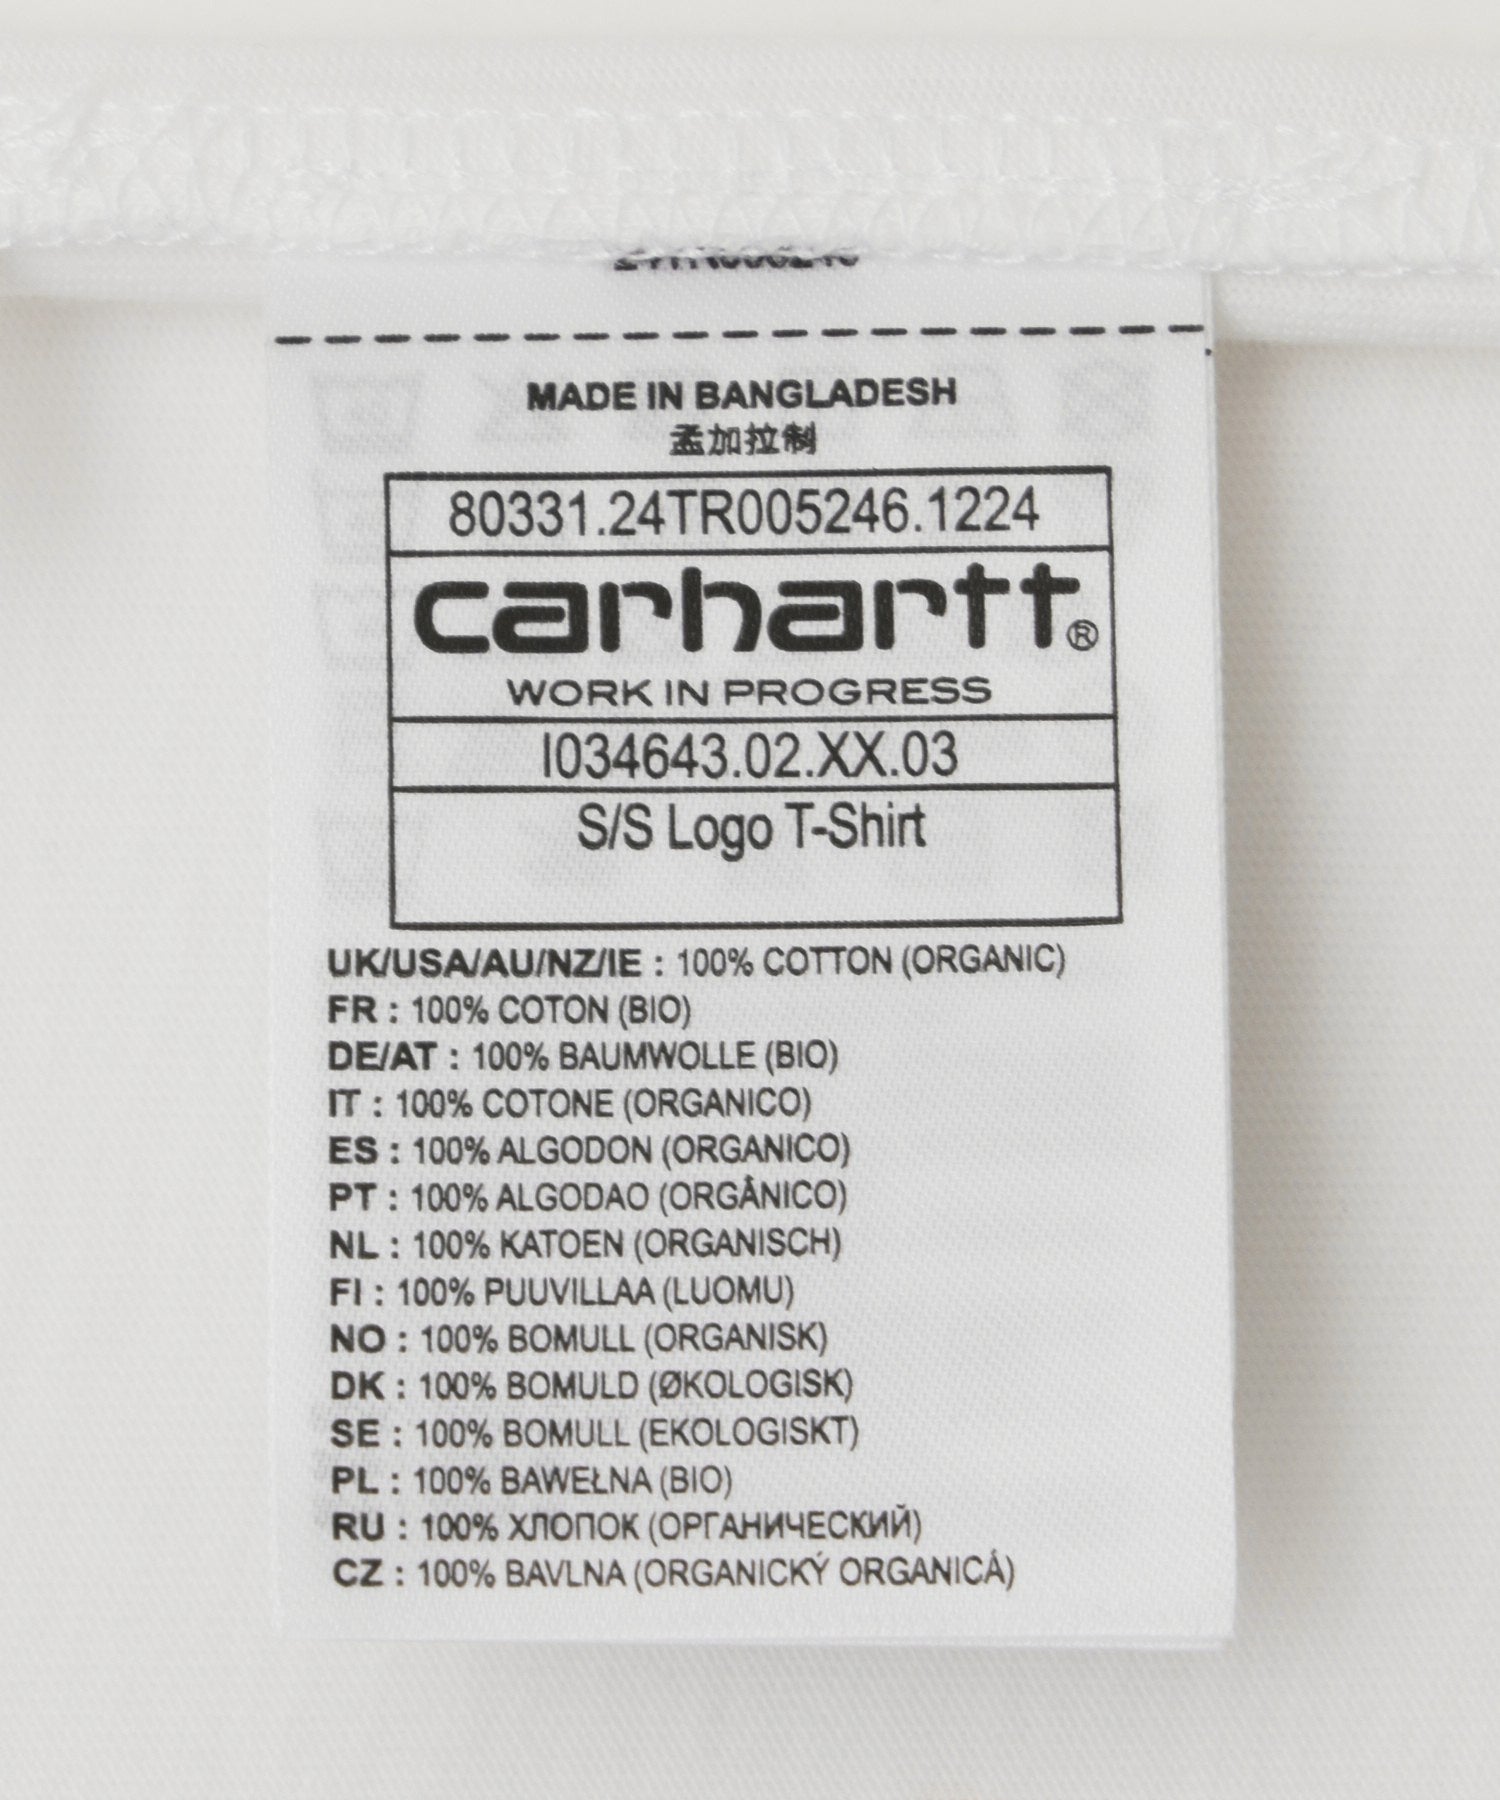 MADE IN BANGLADESH
孟加拉制
80331.24TR005246.1224
carhartt®
WORK IN PROGRESS
I034643.02.XX.03
S/S Logo T-Shirt
UK/USA/AU/NZ/IE : 100% COTTON (ORGANIC)
FR : 100% COTON (BIO)
DE/AT : 100% BAUMWOLLE (BIO)
IT : 100% COTONE (ORGANICO)
ES : 100% ALGODON (ORGANICO)
PT : 100% ALGODAO (ORGÂNICO)
NL : 100% KATOEN (ORGANISCH)
FI : 100% PUUVILLAA (LUOMU)
NO : 100% BOMULL (ORGANISK)
DK : 100% BOMULD (ØKOLOGISK)
SE : 100% BOMULL (EKOLOGISKT)
PL : 100% BAWEŁNA (BIO)
RU : 100% ХЛОПОК (ОРГАНИЧЕСКИЙ)
CZ : 100% BAVLNA (ORGANICKÝ ORGANICÁ)